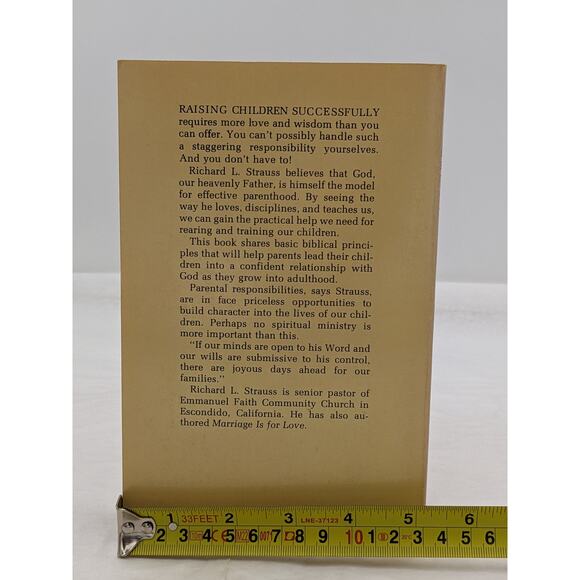 RAISING CHILDREN SUCCESSFULLY
requires more love and wisdom than you
can offer. You can't possibly handle such
a staggering responsibility yourselves.
And you don't have to!
Richard L. Strauss believes that God,
our heavenly Father, is himself the model
for effective parenthood. By seeing the
way he loves, disciplines, and teaches us,
we can gain the practical help we need for
rearing and training our children.
This book shares basic biblical princi-
ples that will help parents lead their chil-
dren into a confident relationship with
God as they grow into adulthood.
Parental responsibilities, says Strauss,
are in face priceless opportunities to
build character into the lives of our chil-
dren. Perhaps no spiritual ministry is
more important than this.
"If our minds are open to his Word and
our wills are submissive to his control,
there are joyous days ahead for our
families."
Richard L. Strauss is senior pastor of
Emmanuel Faith Community Church in
Escondido, California. He has also au-
thored Marriage Is for Love.
1 33FEET 2 3 LNE-37123 4 5 6
2 3 4 5 6 7 8 9 10 1 2 3 4 5 6